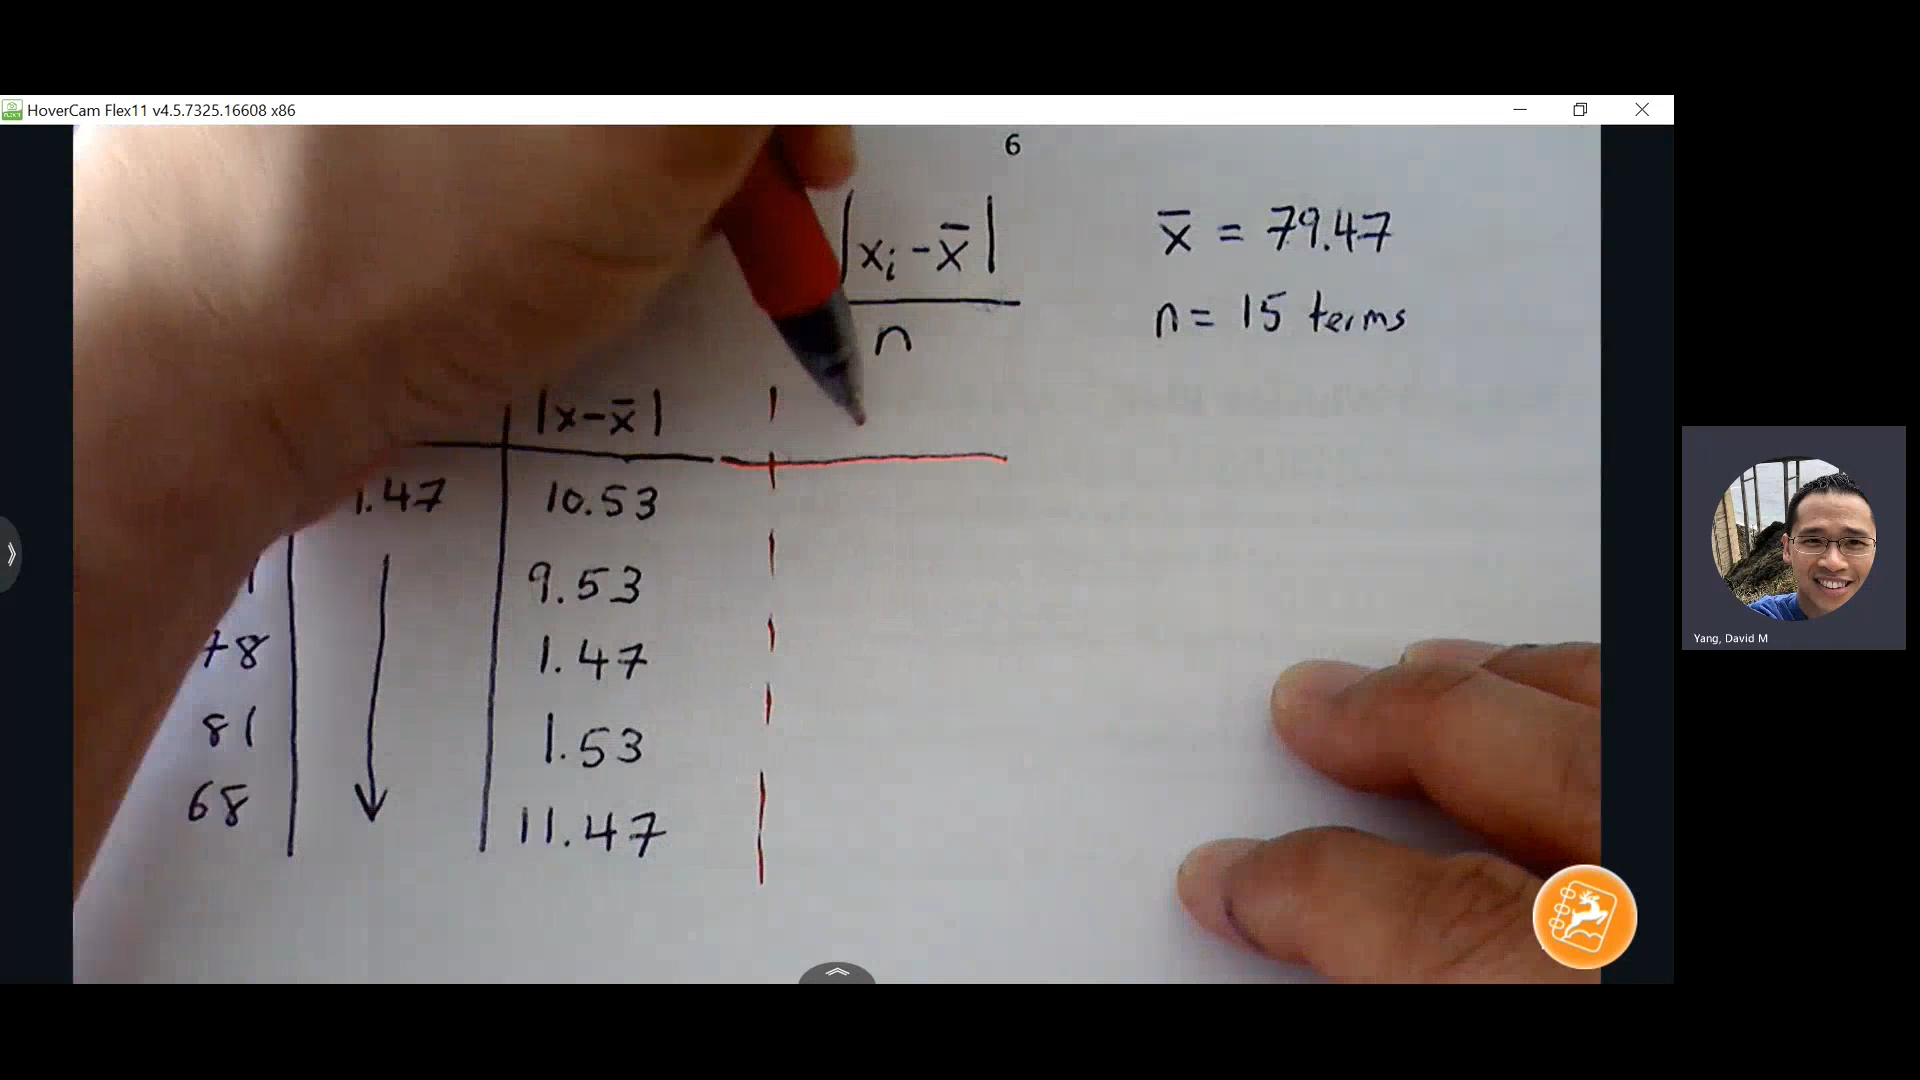 HoverCam Flex11 v4.5.7325.16608 x86
6
|xᵢ - x̄|
n
x̄ = 79.47
n = 15 terms
|x - x̄|
1.47 10.53
9.53
78 1.47
81 1.53
68 11.47
Yang, David M